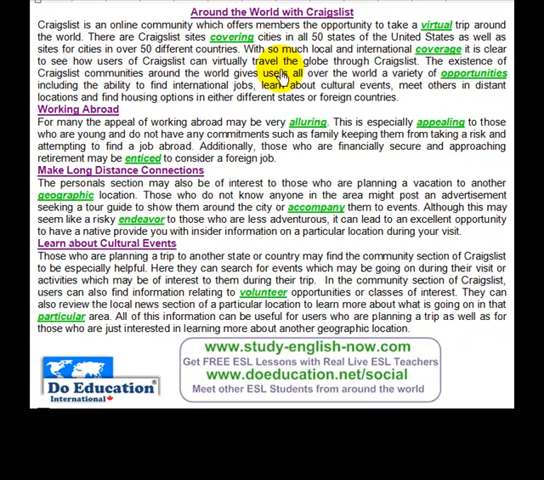 Around the World with Craigslist
Craigslist is an online community which offers members the opportunity to take a virtual trip around
the world. There are Craigslist sites covering cities in all 50 states of the United States as well as
sites for cities in over 50 different countries. With so much local and international coverage it is clear
to see how users of Craigslist can virtually travel the globe through Craigslist. The existence of
Craigslist communities around the world gives users all over the world a variety of opportunities
including the ability to find international jobs, learn about cultural events, meet others in distant
locations and find housing options in either different states or foreign countries.
Working Abroad
For many the appeal of working abroad may be very alluring. This is especially appealing to those
who are young and do not have any commitments such as family keeping them from taking a risk and
attempting to find a job abroad. Additionally, those who are financially secure and approaching
retirement may be enticed to consider a foreign job.
Make Long Distance Connections
The personals section may also be of interest to those who are planning a vacation to another
geographic location. Those who do not know anyone in the area might post an advertisement
seeking a tour guide to show them around the city or accompany them to events. Although this may
seem like a risky endeavor to those who are less adventurous, it can lead to an excellent opportunity
to have a native provide you with insider information on a particular location during your visit.
Learn about Cultural Events
Those who are planning a trip to another state or country may find the community section of Craigslist
to be especially helpful. Here they can search for events which may be going on during their visit or
activities which may be of interest to them during their trip. In the community section of Craigslist,
users can also find information relating to volunteer opportunities or classes of interest. They can
also review the local news section of a particular location to learn more about what is going on in that
particular area. All of this information can be useful for users who are planning a trip as well as for
those who are just interested in learning more about another geographic location.
www.study-english-now.com
Get FREE ESL Lessons with Real Live ESL Teachers
www.doeducation.net/social
Meet other ESL Students from around the world
Do Education
International